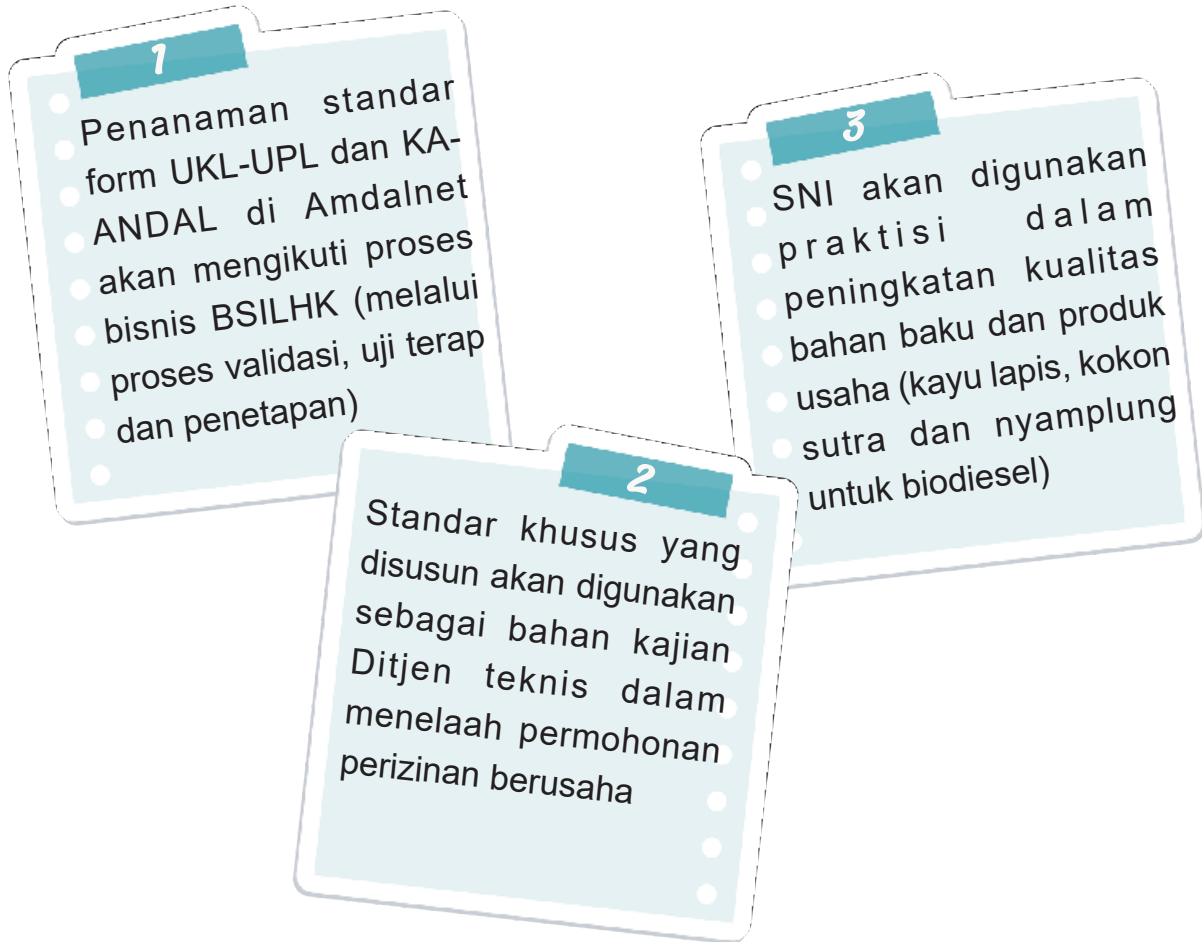 1
Penanaman standar
form UKL-UPL dan KA-
ANDAL di Amdalnet
akan mengikuti proses
bisnis BSILHK (melalui
proses validasi, uji terap
dan penetapan)
2
Standar khusus yang
disusun akan digunakan
sebagai bahan kajian
Ditjen teknis dalam
menelaah permohonan
perizinan berusaha
3
SNI akan digunakan
praktisi dalam
peningkatan kualitas
bahan baku dan produk
usaha (kayu lapis, kokon
sutra dan nyamplung
untuk biodiesel)